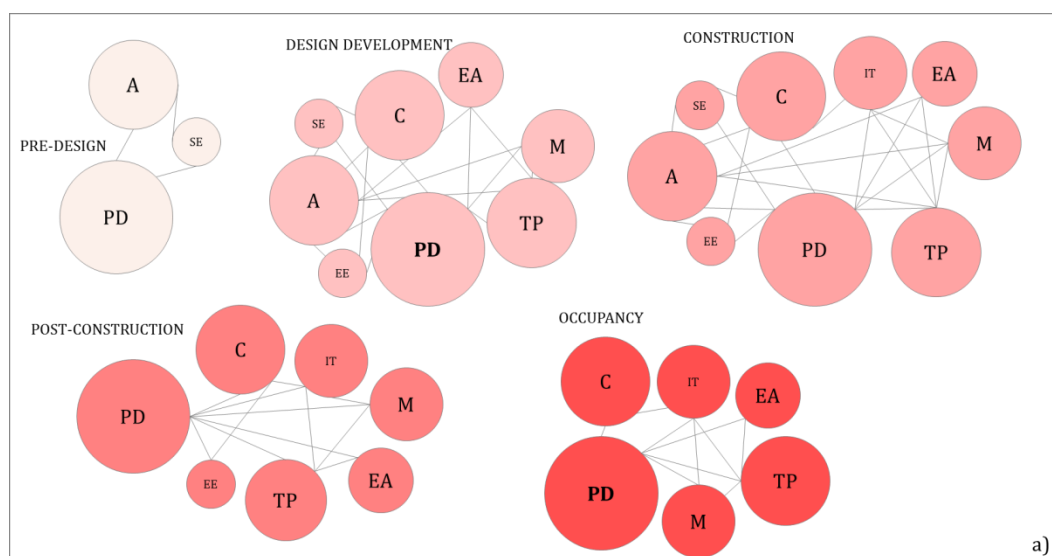 PRE-DESIGN
A
SE
PD
DESIGN DEVELOPMENT
EA
C
SE
M
A
TP
PD
EE
CONSTRUCTION
IT
EA
C
SE
M
A
EE
PD
TP
POST-CONSTRUCTION
C
IT
M
PD
EE
TP
EA
OCCUPANCY
C
IT
EA
PD
TP
M
a)